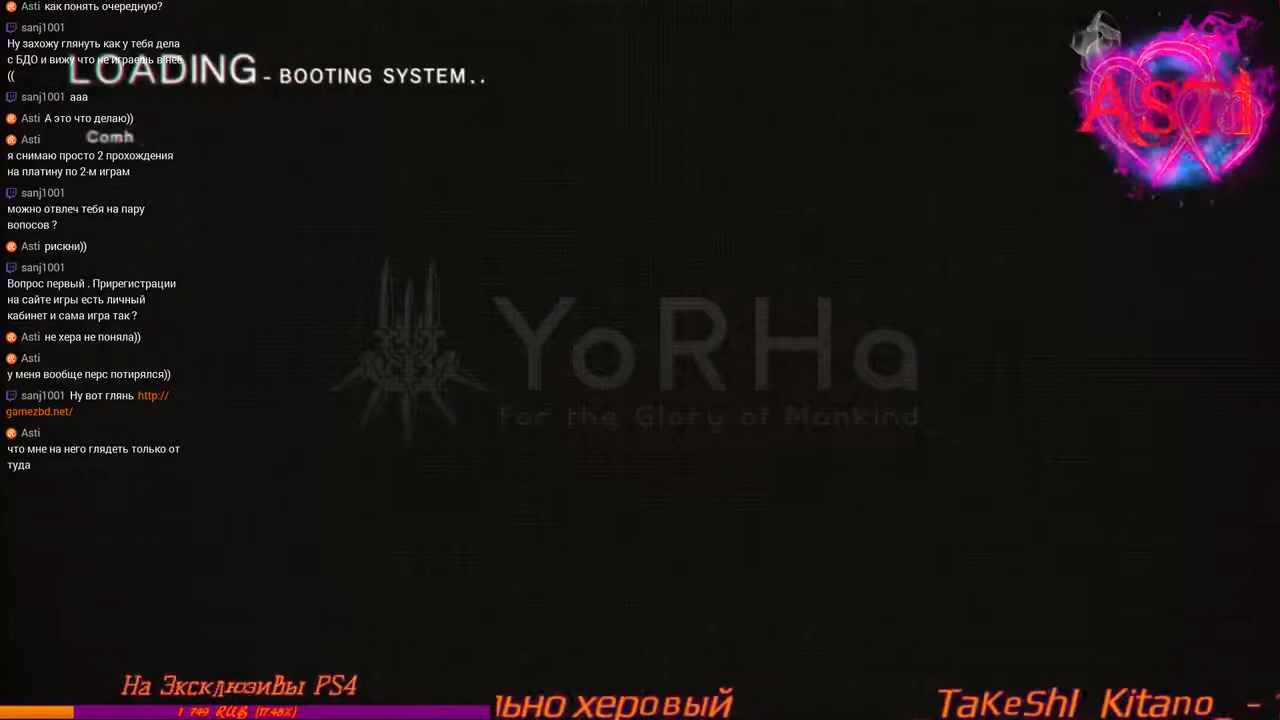 Asti как понять очередную?
sanj1001
Ну захожу глянуть как у тебя дела
с БДО и вижу что не играешь в неё
((
LOADING - BOOTING SYSTEM..
sanj1001 ааа
Asti А это что делаю))
Asti
я снимаю просто 2 прохождения
на платину по 2-м играм
sanj1001
можно отвлеч тебя на пару
вопосов ?
Asti рискни))
sanj1001
Вопрос первый . Приригистрации
на сайте игры есть личный
кабинет и сама игра так ?
Asti не хера не поняла))
Asti
у меня вообще перс потирялся))
sanj1001 Ну вот глянь http://
gamezbd.net/
Asti
что мне на него глядеть только от
туда
Asti
YoRHa
For the Glory of Mankind
На ЭксклюзиВы PS4
1 749 RUB (17.48%)
льно херовый
TaKeShI_Kitano_ -